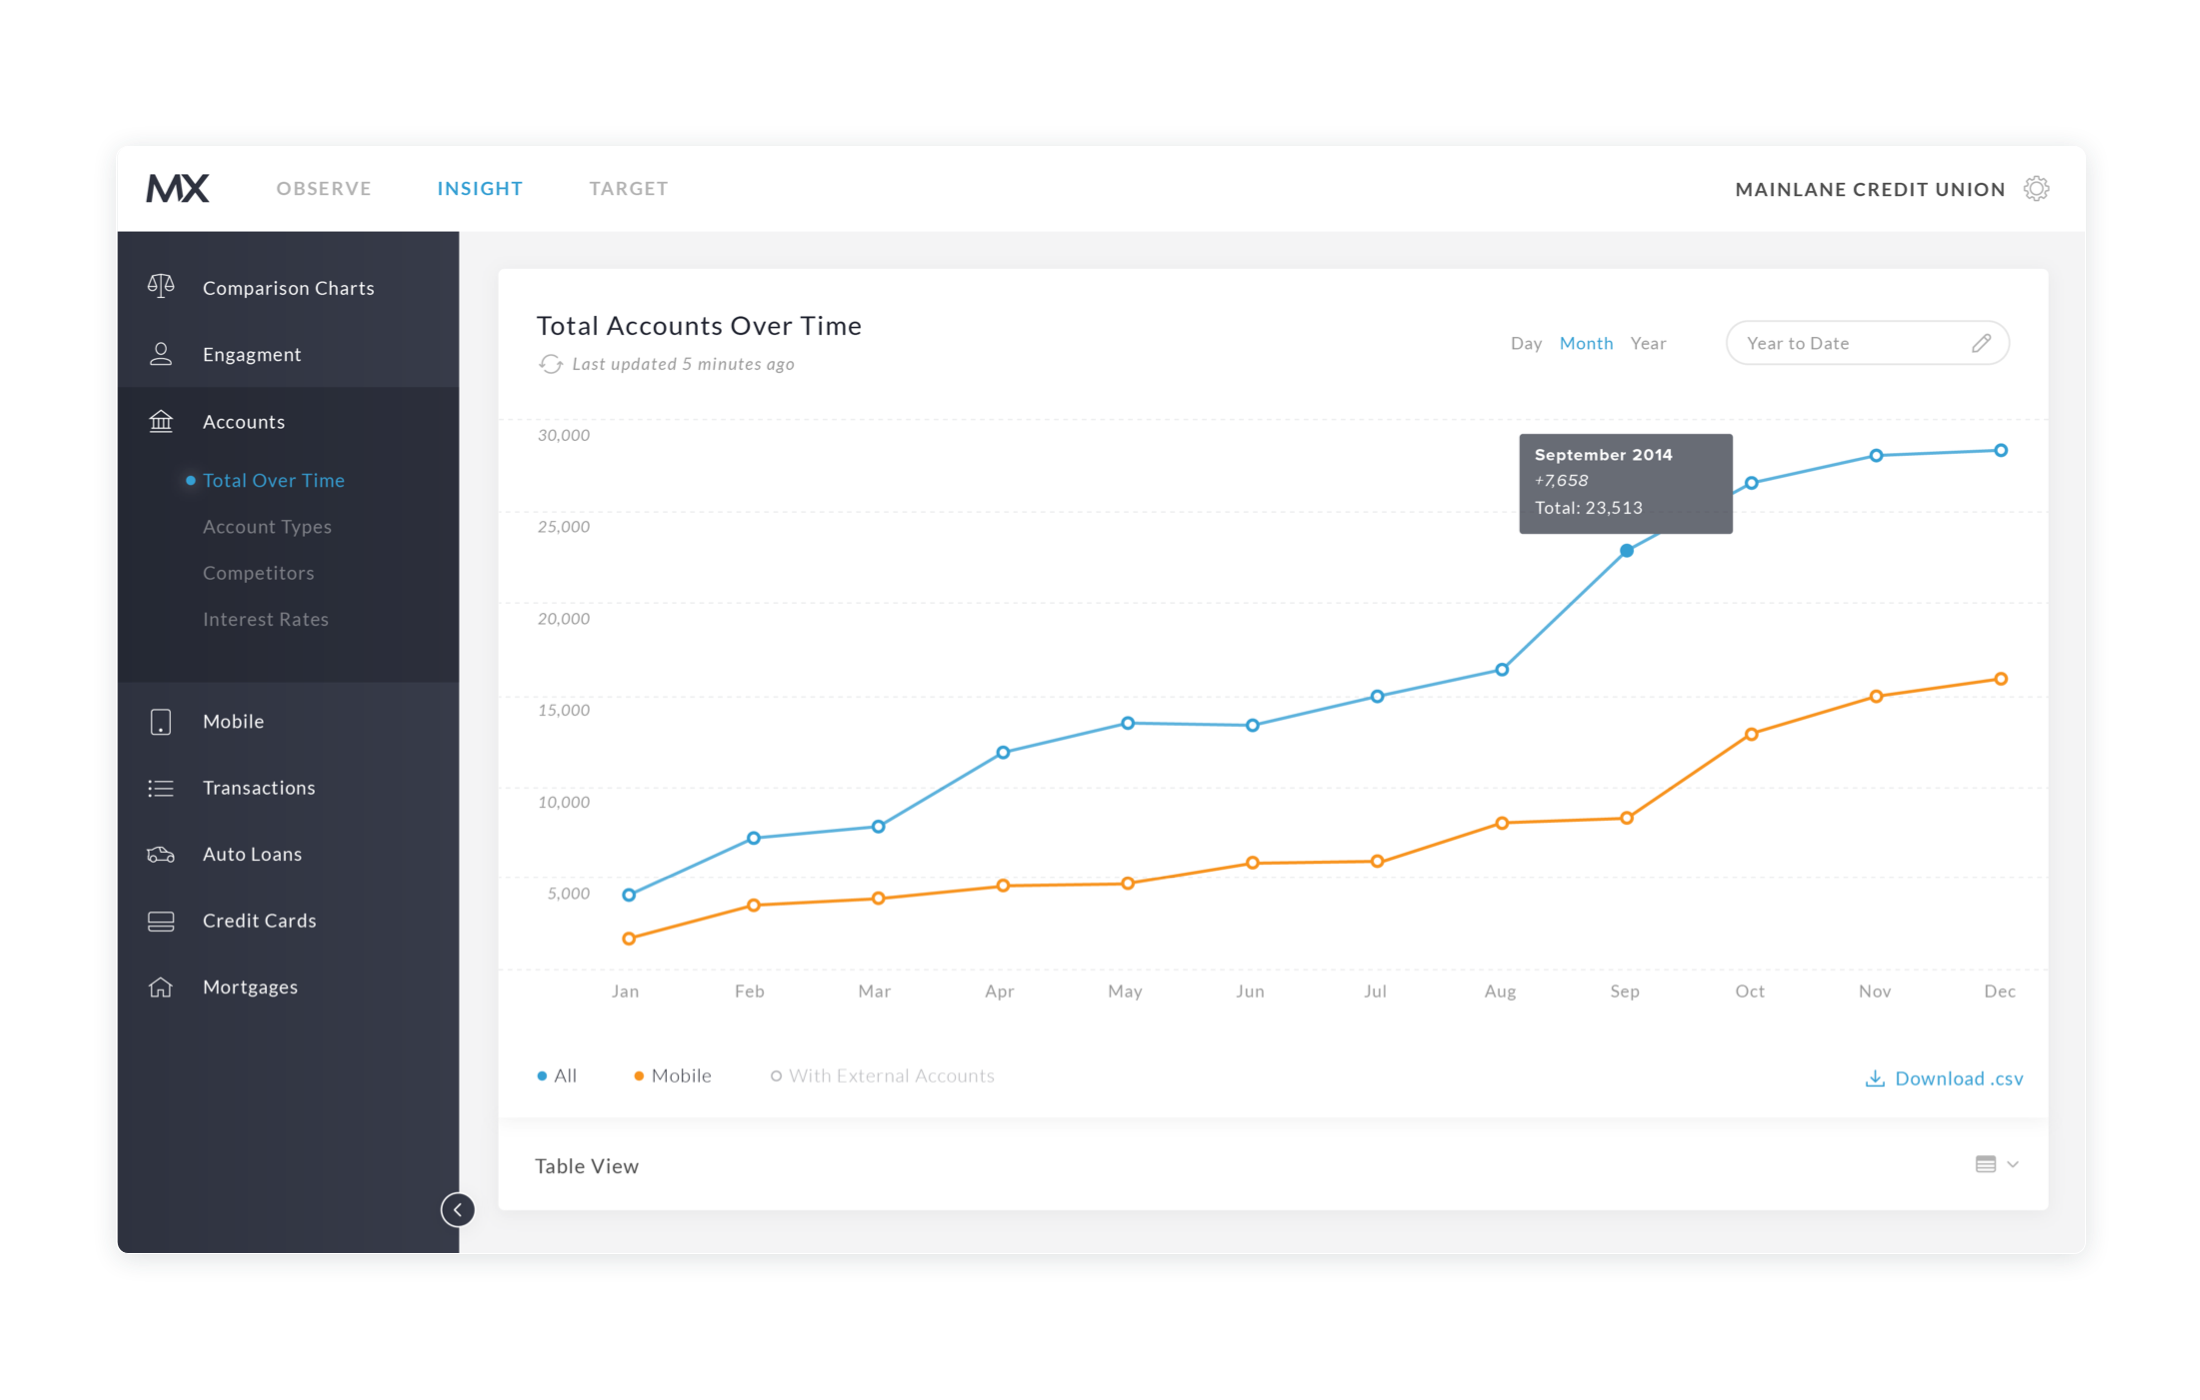 MX OBSERVE INSIGHT TARGET MAINLANE CREDIT UNION
Comparison Charts
Engagment
Accounts
Total Over Time
Account Types
Competitors
Interest Rates
Mobile
Transactions
Auto Loans
Credit Cards
Mortgages
Total Accounts Over Time
Last updated 5 minutes ago
Day Month Year
Year to Date
30,000
25,000
20,000
15,000
10,000
5,000
September 2014
+7,658
Total: 23,513
Jan Feb Mar Apr May Jun Jul Aug Sep Oct Nov Dec
All Mobile With External Accounts
Download .csv
Table View